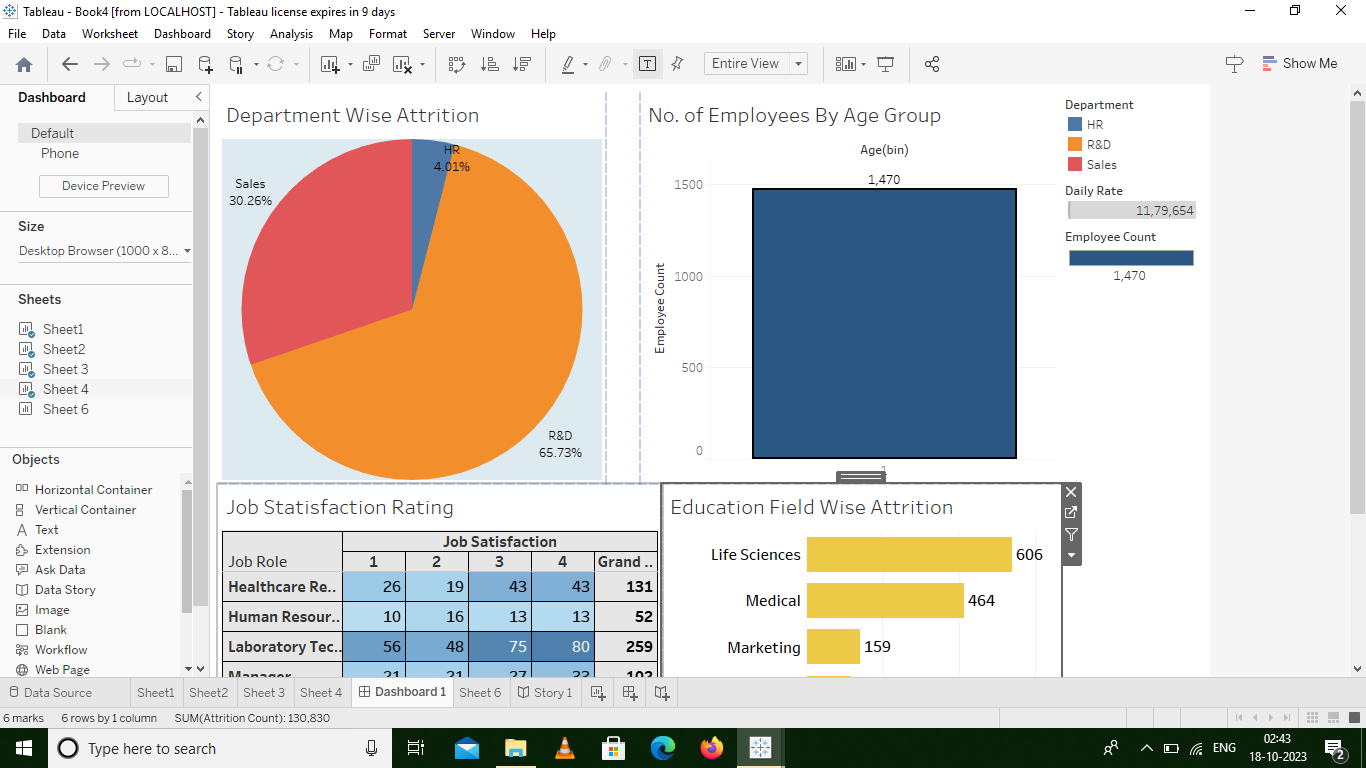 Tableau - Book4 [from LOCALHOST] - Tableau license expires in 9 days
File Data Worksheet Dashboard Story Analysis Map Format Server Window Help
Entire View
Show Me
Dashboard Layout
Default
Phone
Device Preview
Size
Desktop Browser (1000 x 8...
Sheets
Sheet1
Sheet2
Sheet 3
Sheet 4
Sheet 6
Objects
Horizontal Container
Vertical Container
Text
Extension
Ask Data
Data Story
Image
Blank
Workflow
Web Page
Department Wise Attrition
HR
4.01%
Sales
30.26%
R&D
65.73%
No. of Employees By Age Group
Age(bin)
1,470
1500
1000
500
0
Employee Count
1
Department
HR
R&D
Sales
Daily Rate
11,79,654
Employee Count
1,470
Job Statisfaction Rating
Job Satisfaction
Job Role 1 2 3 4 Grand ..
Healthcare Re.. 26 19 43 43 131
Human Resour.. 10 16 13 13 52
Laboratory Tec.. 56 48 75 80 259
Manager 21 21 27 33 102
Education Field Wise Attrition
Life Sciences 606
Medical 464
Marketing 159
Data Source Sheet1 Sheet2 Sheet 3 Sheet 4 Dashboard 1 Sheet 6 Story 1
6 marks 6 rows by 1 column SUM(Attrition Count): 130,830
Type here to search
ENG
02:43
18-10-2023
2